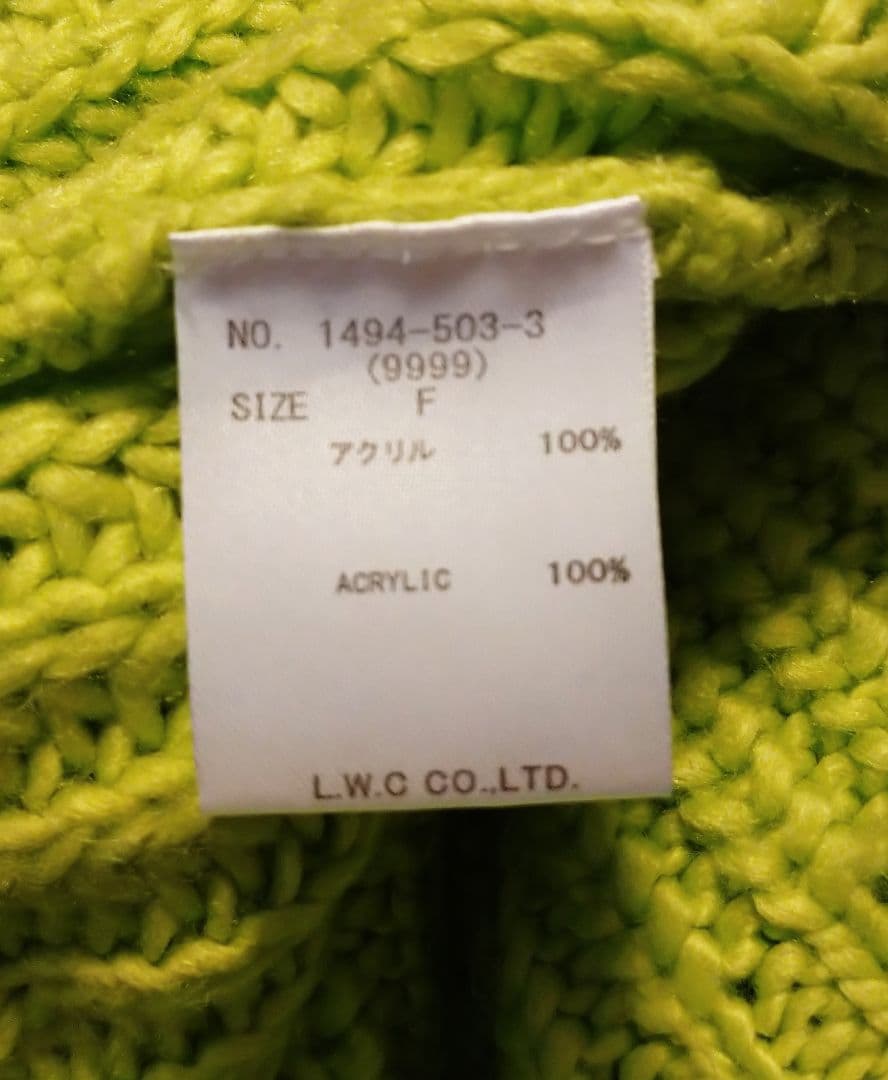 NO. 1494-503-3
(9999)
SIZE F
アクリル 100%
ACRYLIC 100%
L.W.C CO.,LTD.